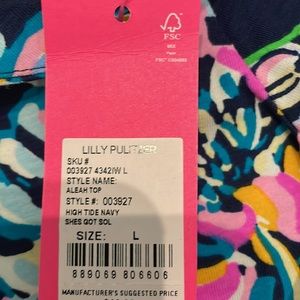 FSC
MIX
LILLY PULITZER
SKU #
003927 4342IW L
STYLE NAME:
ALEAH TOP
STYLE #: 003927
HIGH TIDE NAVY
SHES GOT SOL
SIZE: L
889069 806606
MANUFACTURER'S SUGGESTED PRICE